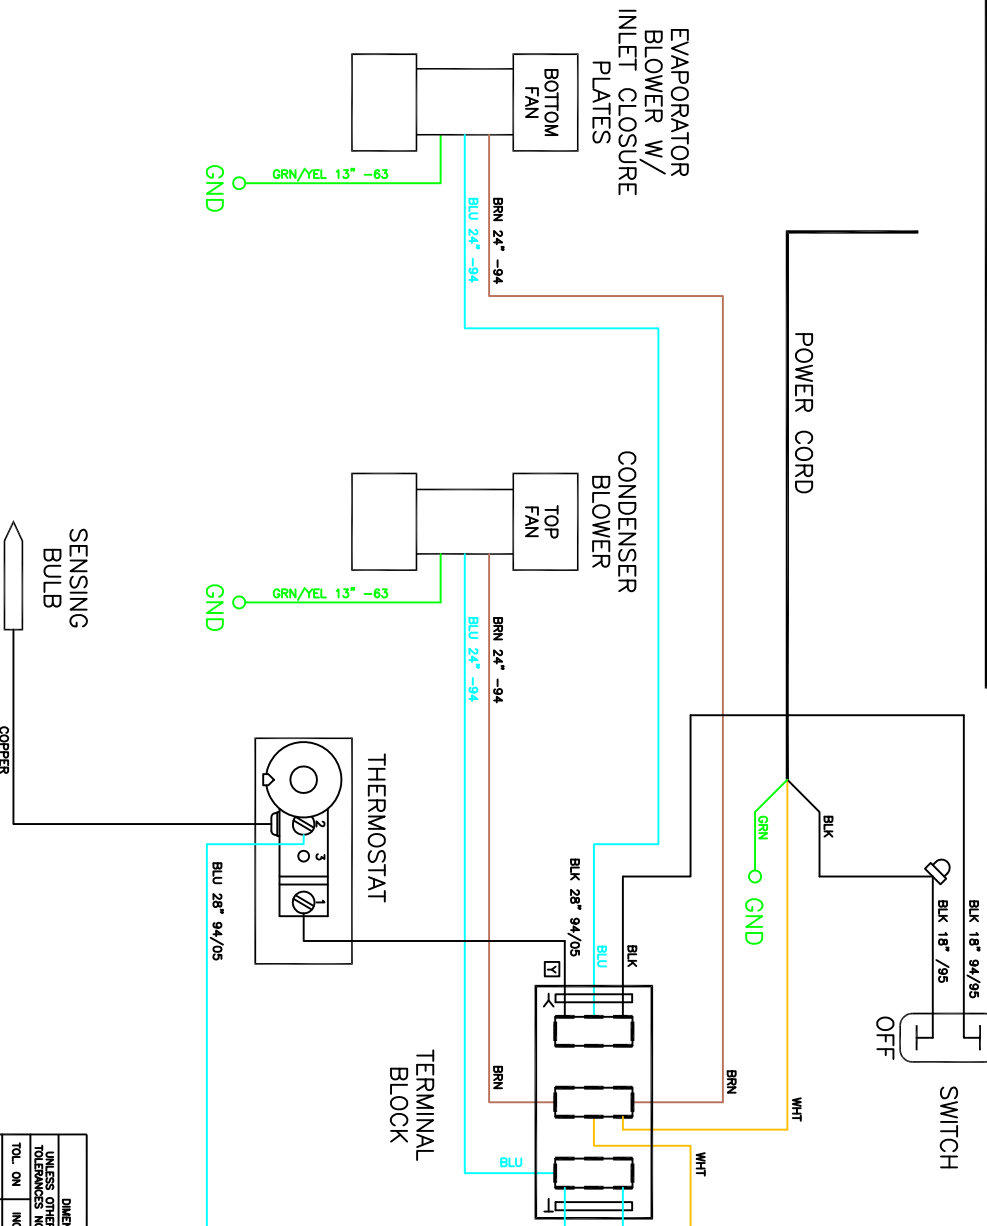 EVAPORATOR
BLOWER W/
INLET CLOSURE
PLATES
BOTTOM
FAN
BRN 24" -94
BLU 24" -94
GRN/YEL 13" -63
GND
POWER CORD
CONDENSER
BLOWER
TOP
FAN
BRN 24" -94
BLU 24" -94
GRN/YEL 13" -63
GND
SENSING
BULB
COPPER
THERMOSTAT
2
3
1
BLU 28" 94/05
BLK 28" 94/05
Y
BLU
BLK
GRN
GND
BLK
BLK 18" 94/95
BLK 18" /95
OFF
SWITCH
BRN
BRN
WHT
WHT
BLU
TERMINAL
BLOCK
TOL ON